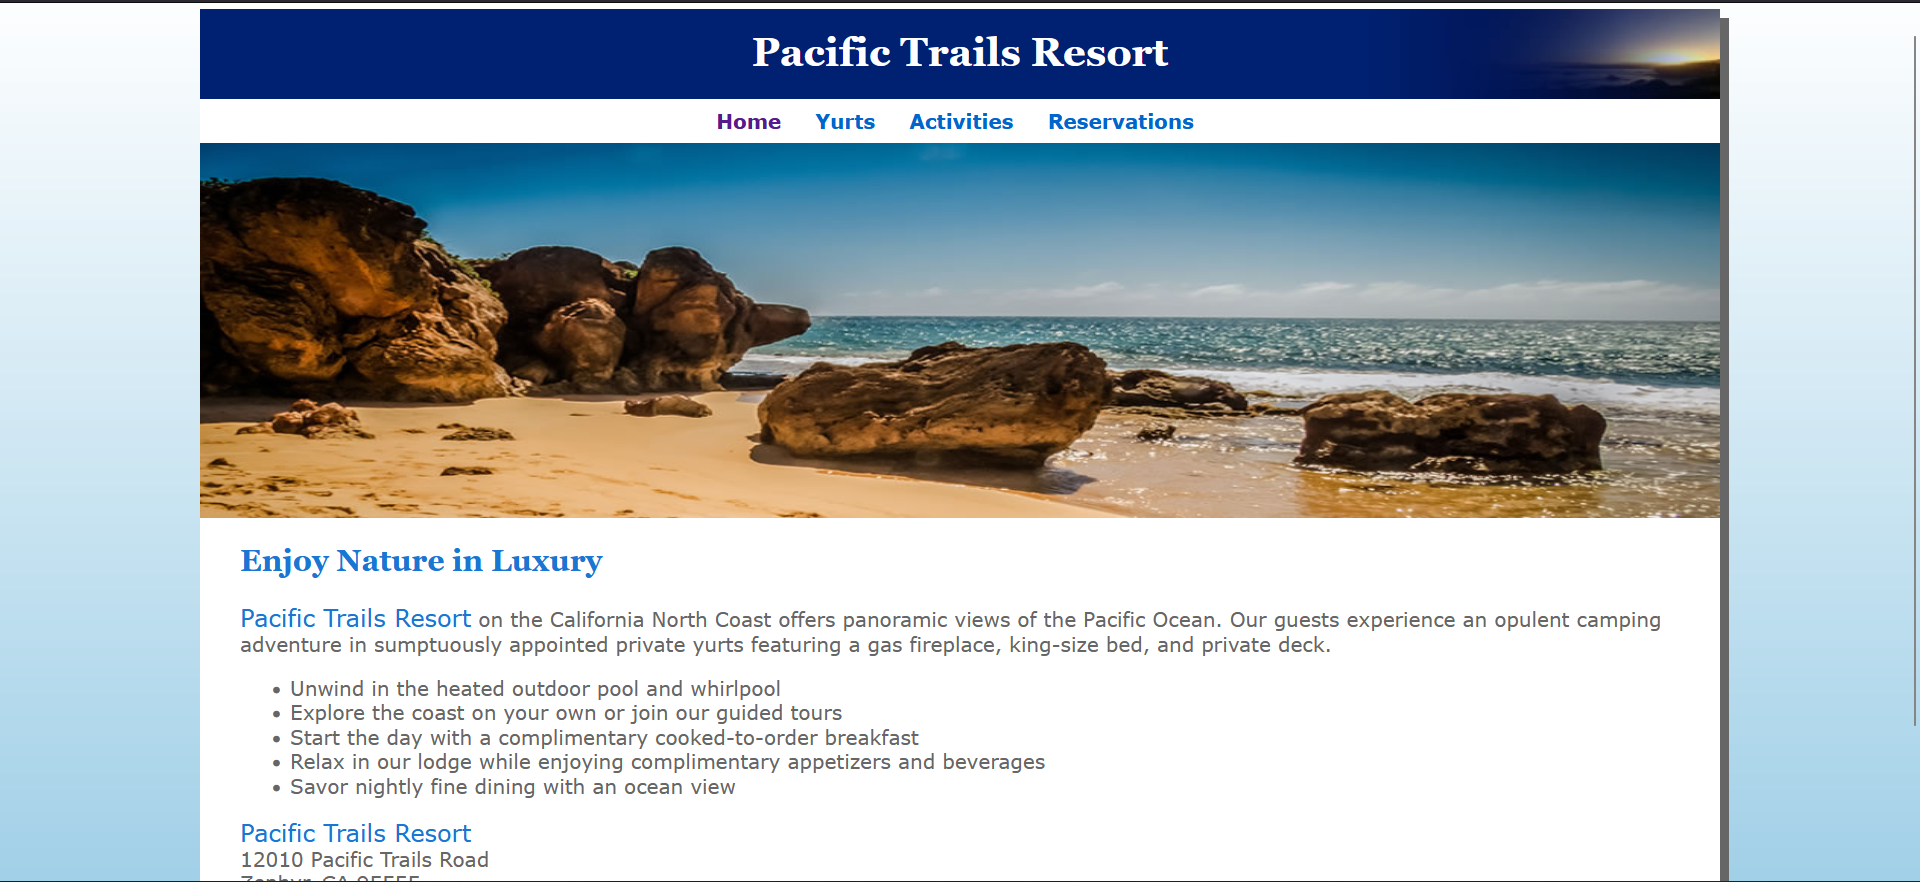 Pacific Trails Resort
Home Yurts Activities Reservations
Enjoy Nature in Luxury
Pacific Trails Resort on the California North Coast offers panoramic views of the Pacific Ocean. Our guests experience an opulent camping
adventure in sumptuously appointed private yurts featuring a gas fireplace, king-size bed, and private deck.
• Unwind in the heated outdoor pool and whirlpool
• Explore the coast on your own or join our guided tours
• Start the day with a complimentary cooked-to-order breakfast
• Relax in our lodge while enjoying complimentary appetizers and beverages
• Savor nightly fine dining with an ocean view
Pacific Trails Resort
12010 Pacific Trails Road
Zephyr, CA 95555